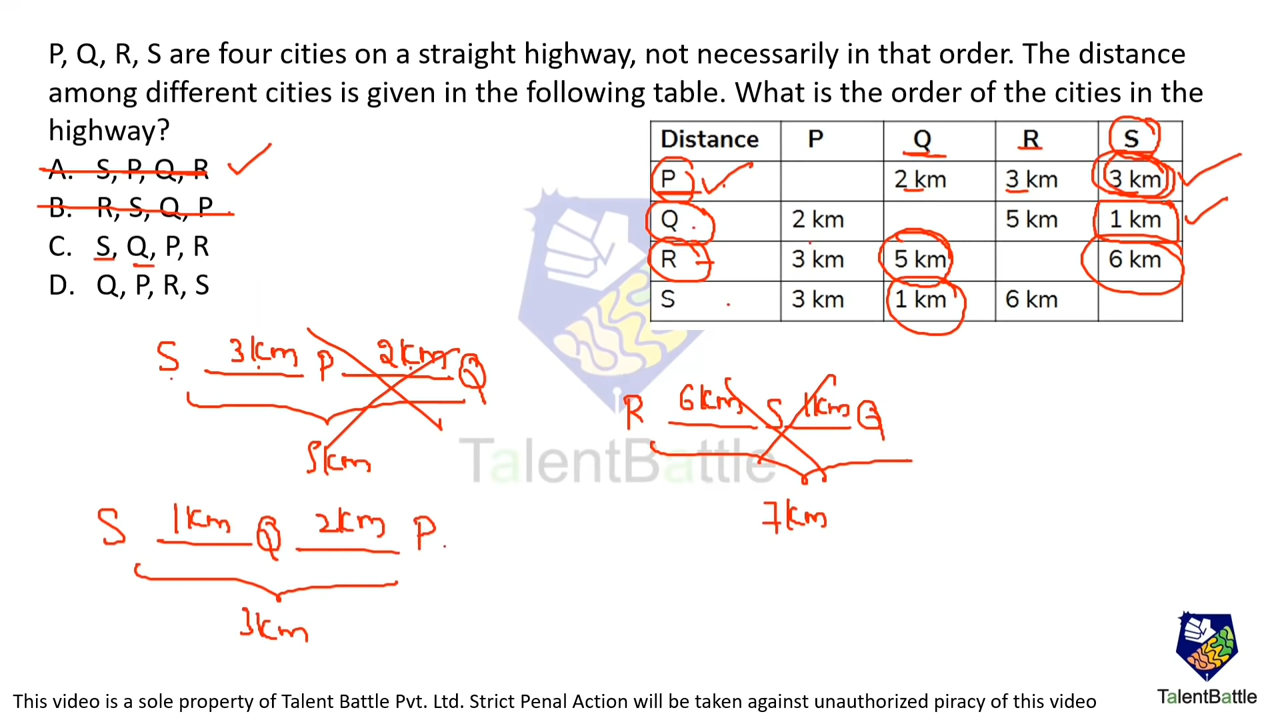 P, Q, R, S are four cities on a straight highway, not necessarily in that order. The distance
among different cities is given in the following table. What is the order of the cities in the
highway?
A. S, P, Q, R
B. R, S, Q, P
C. S, Q, P, R
D. Q, P, R, S
Distance P Q R S
P 2 km 3 km 3 km
Q 2 km 5 km 1 km
R 3 km 5 km 6 km
S 3 km 1 km 6 km
S 3km P 2km Q
5km
R 6km S 1km Q
7km
S 1km Q 2km P
3km
TalentBattle
TalentBattle
This video is a sole property of Talent Battle Pvt. Ltd. Strict Penal Action will be taken against unauthorized piracy of this video